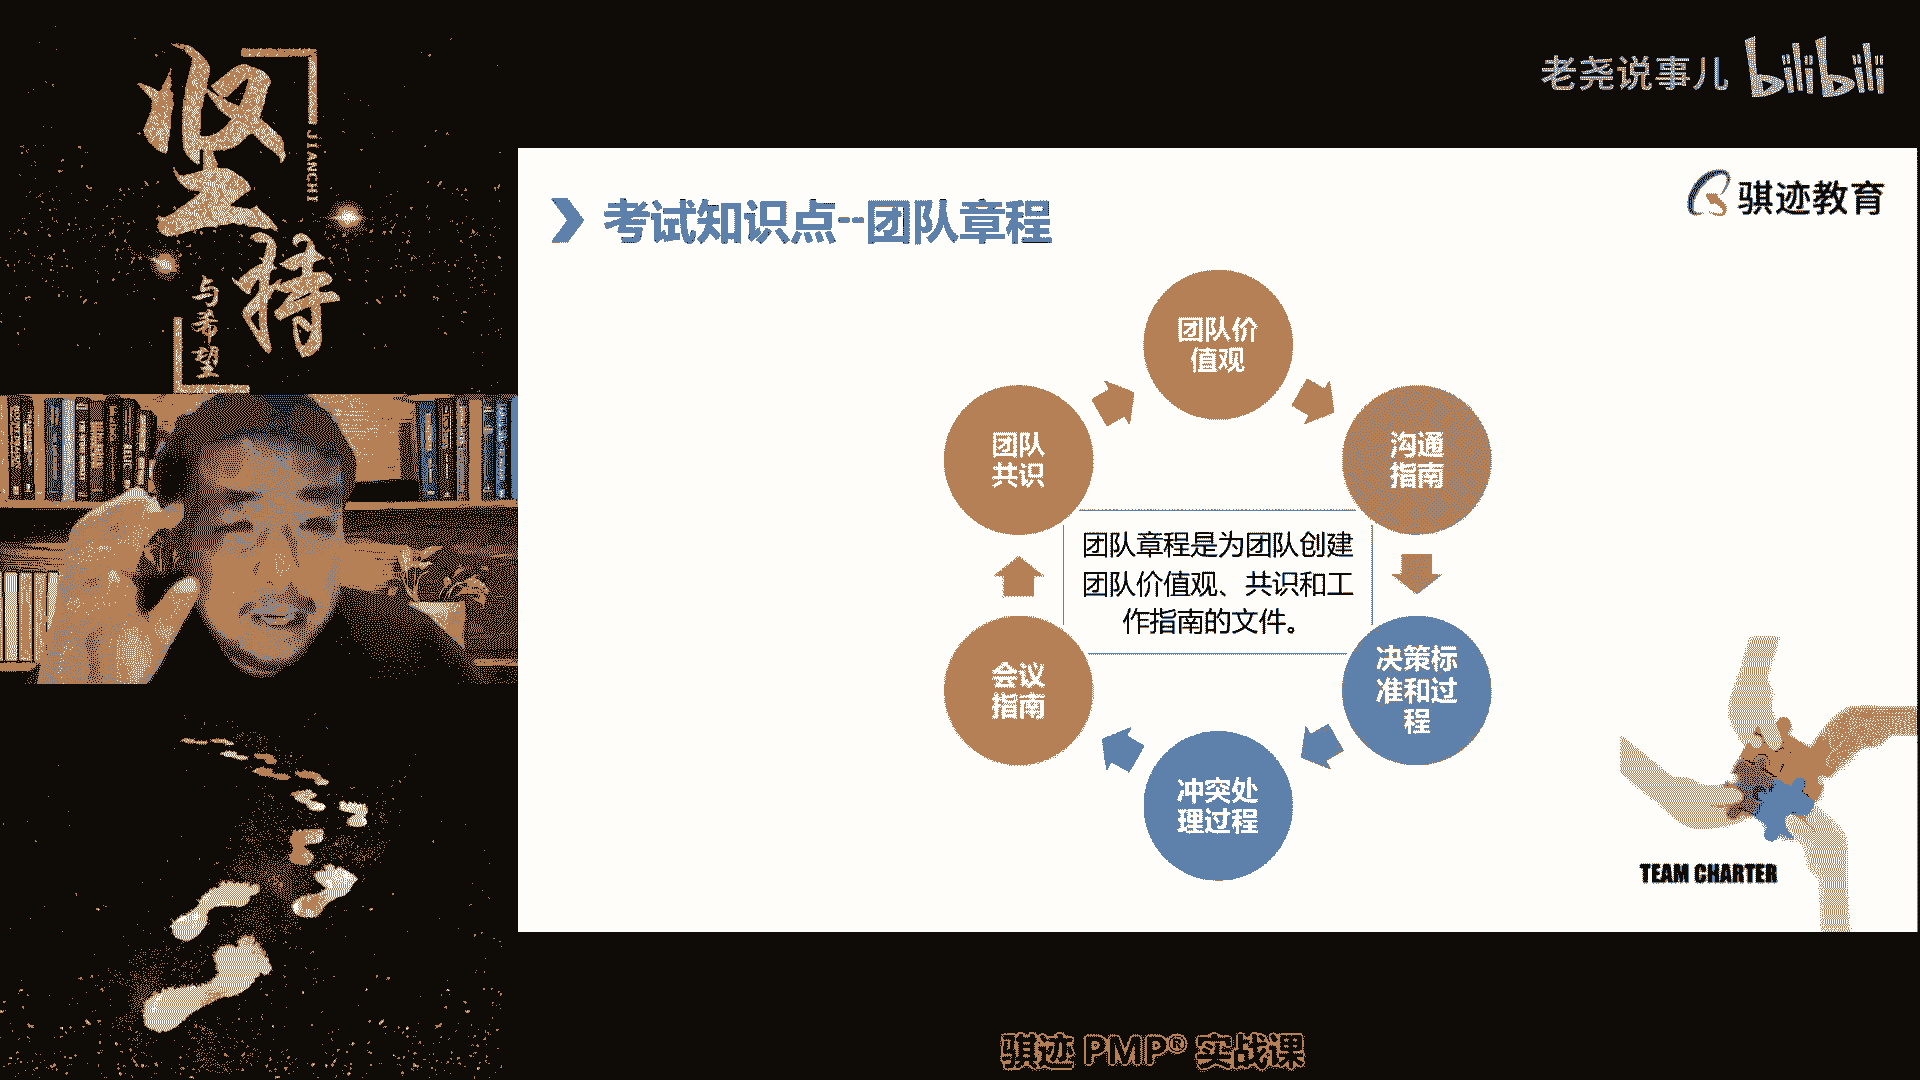 坚
持
JIANCHI
与希望
老尧说事儿 bilibili
骐迹教育
考试知识点--团队章程
团队价
值观
沟通
指南
决策标
准和过
程
冲突处
理过程
会议
指南
团队
共识
团队章程是为团队创建
团队价值观、共识和工
作指南的文件。
TEAM CHARTER
骐迹 PMP® 实战课